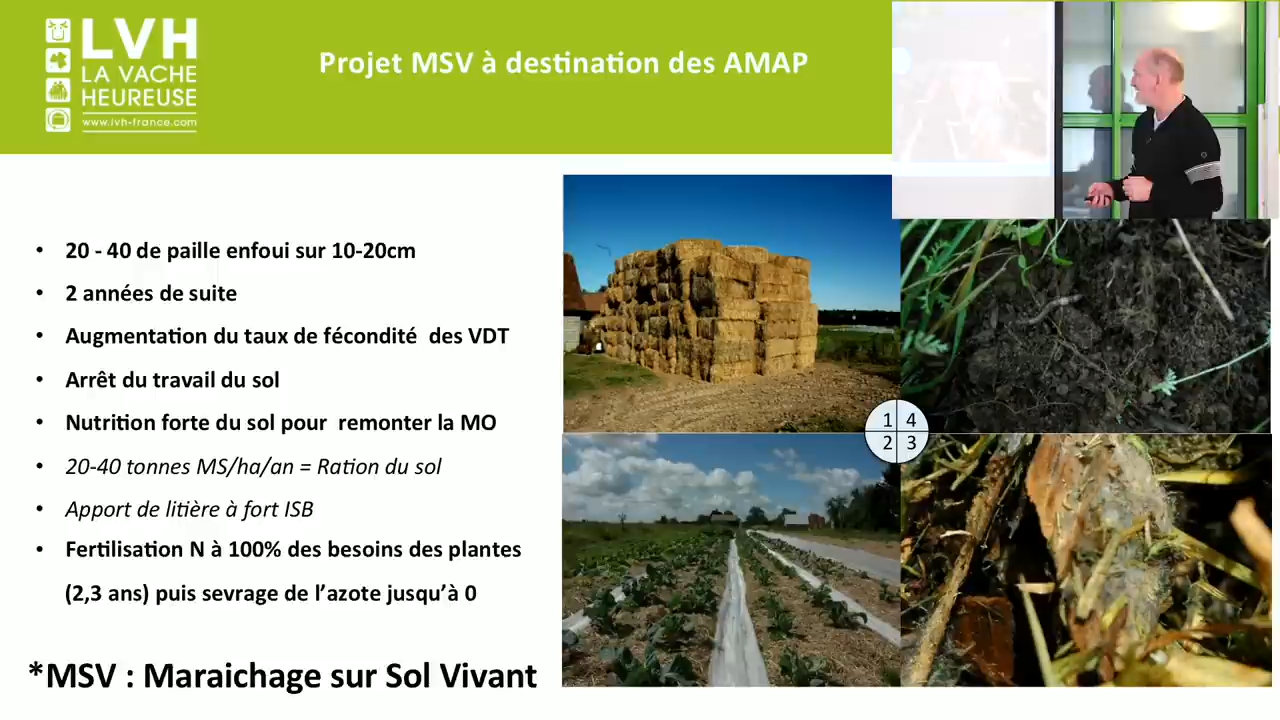 LVH
LA VACHE
HEUREUSE
www.lvh-france.com
Projet MSV à destination des AMAP
• 20 - 40 de paille enfoui sur 10-20cm
• 2 années de suite
• Augmentation du taux de fécondité des VDT
• Arrêt du travail du sol
• Nutrition forte du sol pour remonter la MO
• 20-40 tonnes MS/ha/an = Ration du sol
• Apport de litière à fort ISB
• Fertilisation N à 100% des besoins des plantes
(2,3 ans) puis sevrage de l'azote jusqu'à 0
*MSV : Maraichage sur Sol Vivant
1 4
2 3